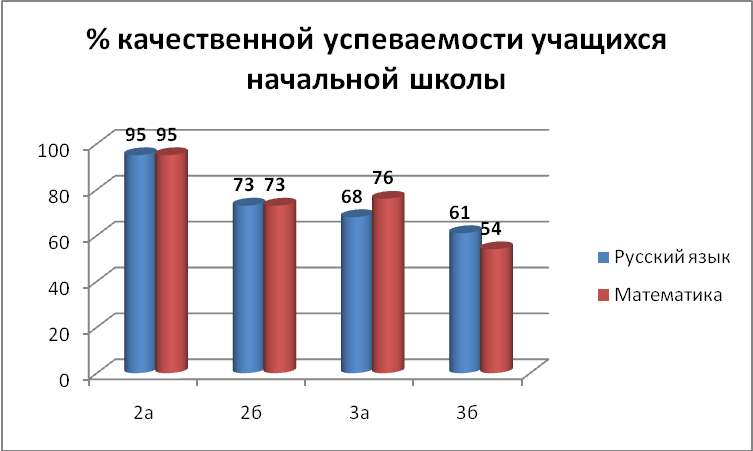 % качественной успеваемости учащихся
начальной школы
95 95
73 73
68 76
61 54
100
80
60
40
20
0
2а 2б 3а 3б
Русский язык
Математика